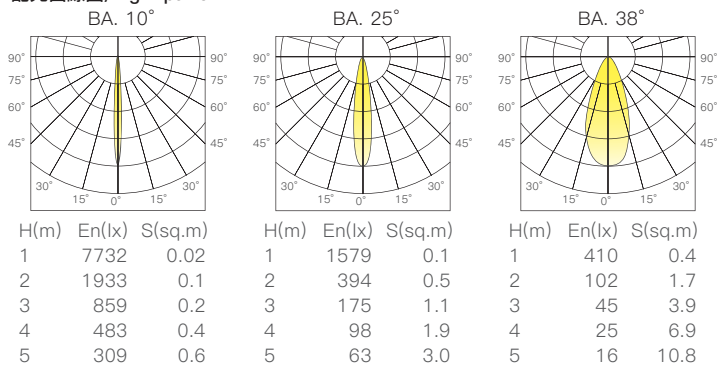 BA. 10° BA. 25° BA. 38°
90° 90° 90° 90° 90° 90°
75° 75° 75° 75° 75° 75°
60° 60° 60° 60° 60° 60°
45° 45° 45° 45° 45° 45°
30° 30° 30° 30° 30° 30°
15° 0° 15° 15° 0° 15° 15° 0° 15°
H(m) En(lx) S(sq.m) H(m) En(lx) S(sq.m) H(m) En(lx) S(sq.m)
1 7732 0.02 1 1579 0.1 1 410 0.4
2 1933 0.1 2 394 0.5 2 102 1.7
3 859 0.2 3 175 1.1 3 45 3.9
4 483 0.4 4 98 1.9 4 25 6.9
5 309 0.6 5 63 3.0 5 16 10.8